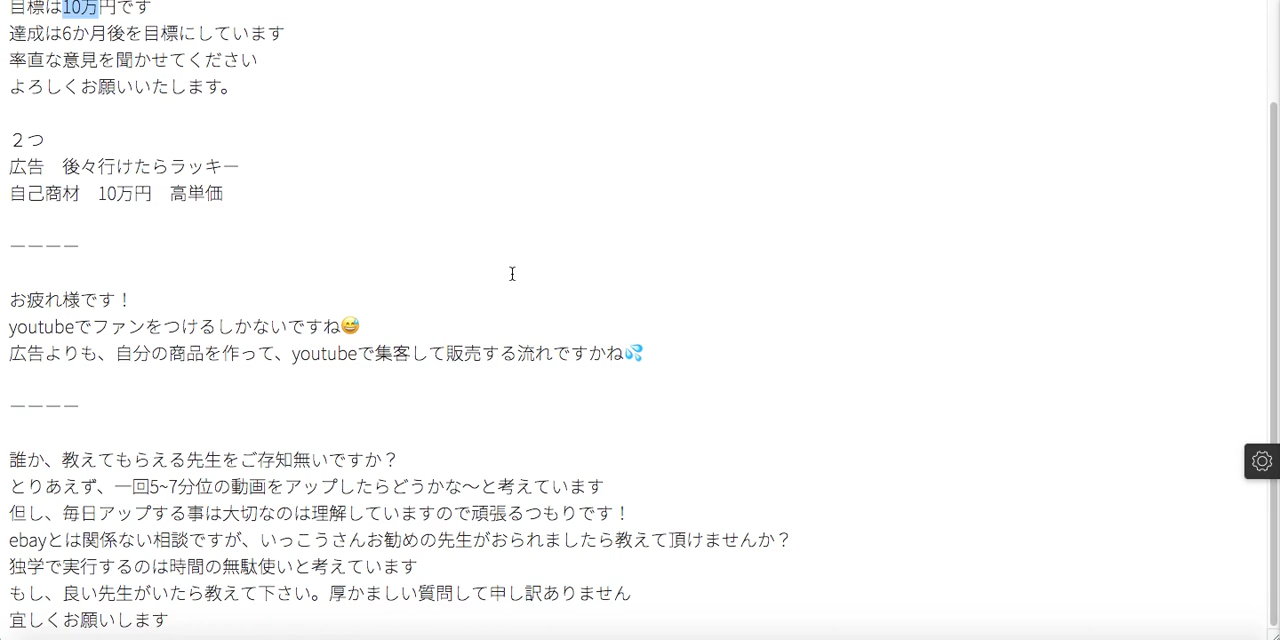 目標は10万円です
達成は6か月後を目標にしています
率直な意見を聞かせてください
よろしくお願いいたします。
２つ
広告　後々行けたらラッキー
自己商材　10万円　高単価
ーーーー
お疲れ様です！
youtubeでファンをつけるしかないですね😅
広告よりも、自分の商品を作って、youtubeで集客して販売する流れですかね💦
ーーーー
誰か、教えてもらえる先生をご存知無いですか？
とりあえず、一回5~7分位の動画をアップしたらどうかな〜と考えています
但し、毎日アップする事は大切なのは理解していますので頑張るつもりです！
ebayとは関係ない相談ですが、いっこうさんお勧めの先生がおられましたら教えて頂けませんか？
独学で実行するのは時間の無駄使いと考えています
もし、良い先生がいたら教えて下さい。厚かましい質問して申し訳ありません
宜しくお願いします